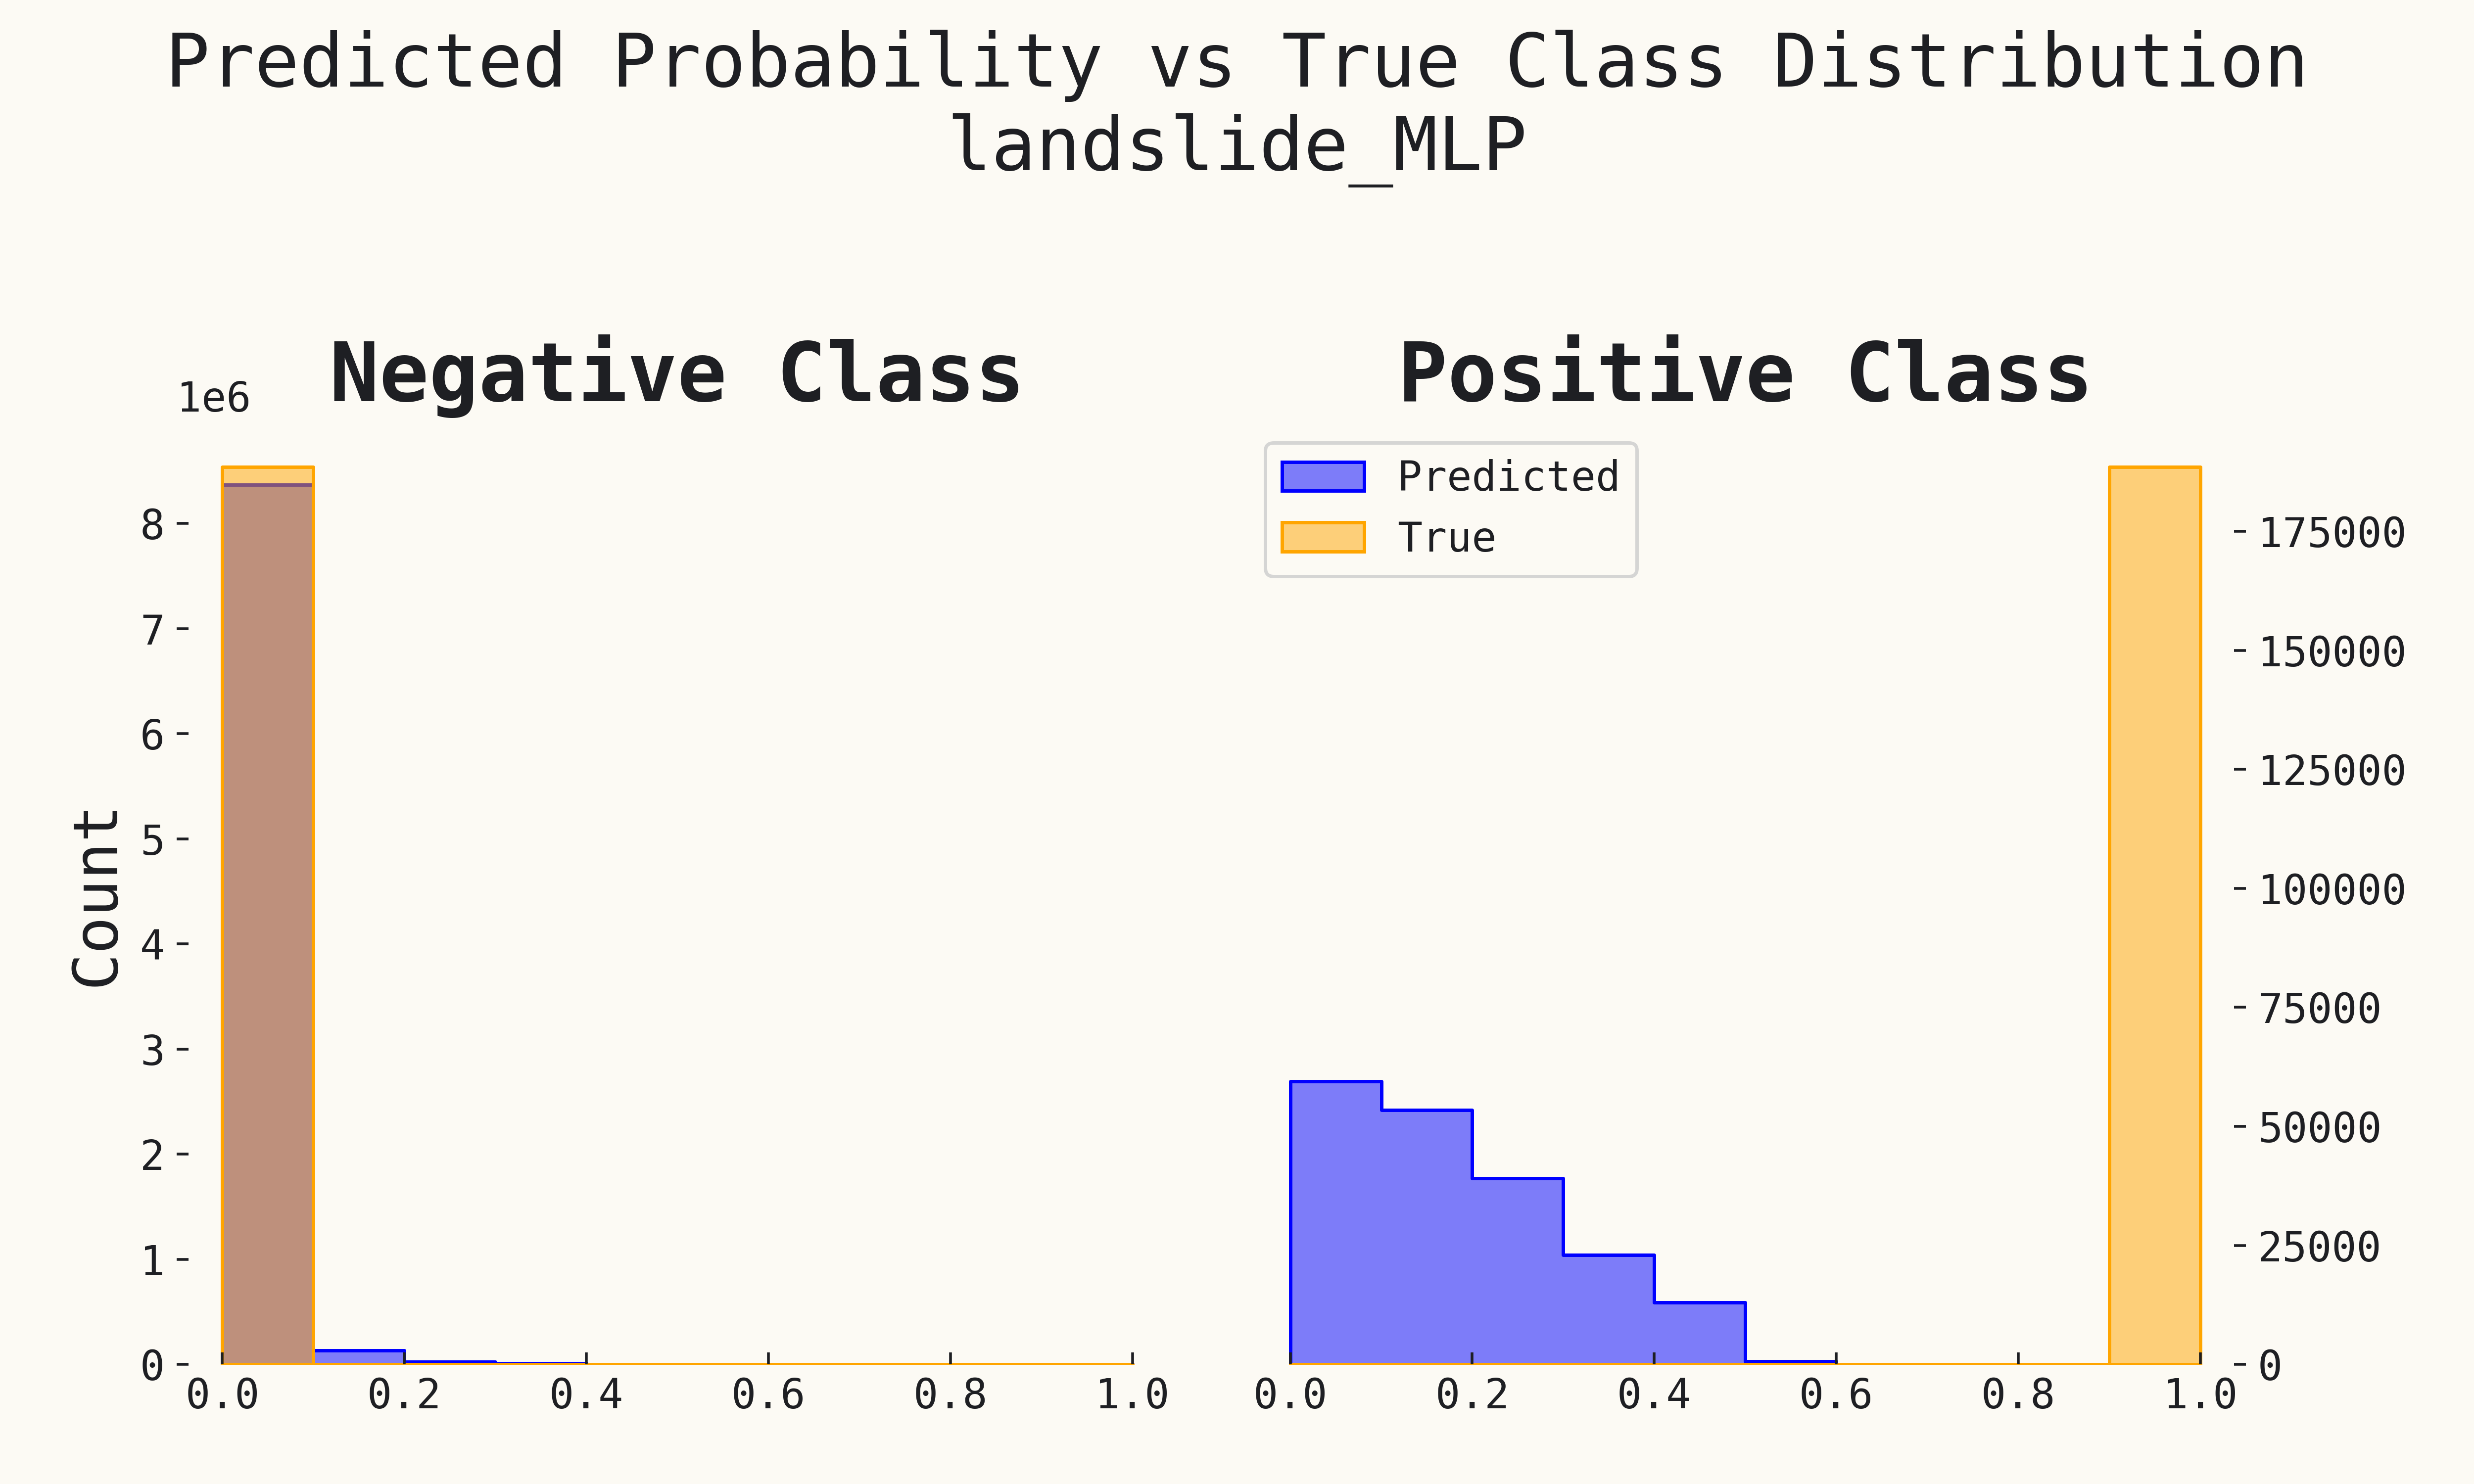 Predicted Probability vs True Class Distribution
landslide_MLP
Negative Class
Positive Class
1e6
Predicted
True
Count
8
7
6
5
4
3
2
1
0
0.0 0.2 0.4 0.6 0.8 1.0
175000
150000
125000
100000
75000
50000
25000
0
0.0 0.2 0.4 0.6 0.8 1.0